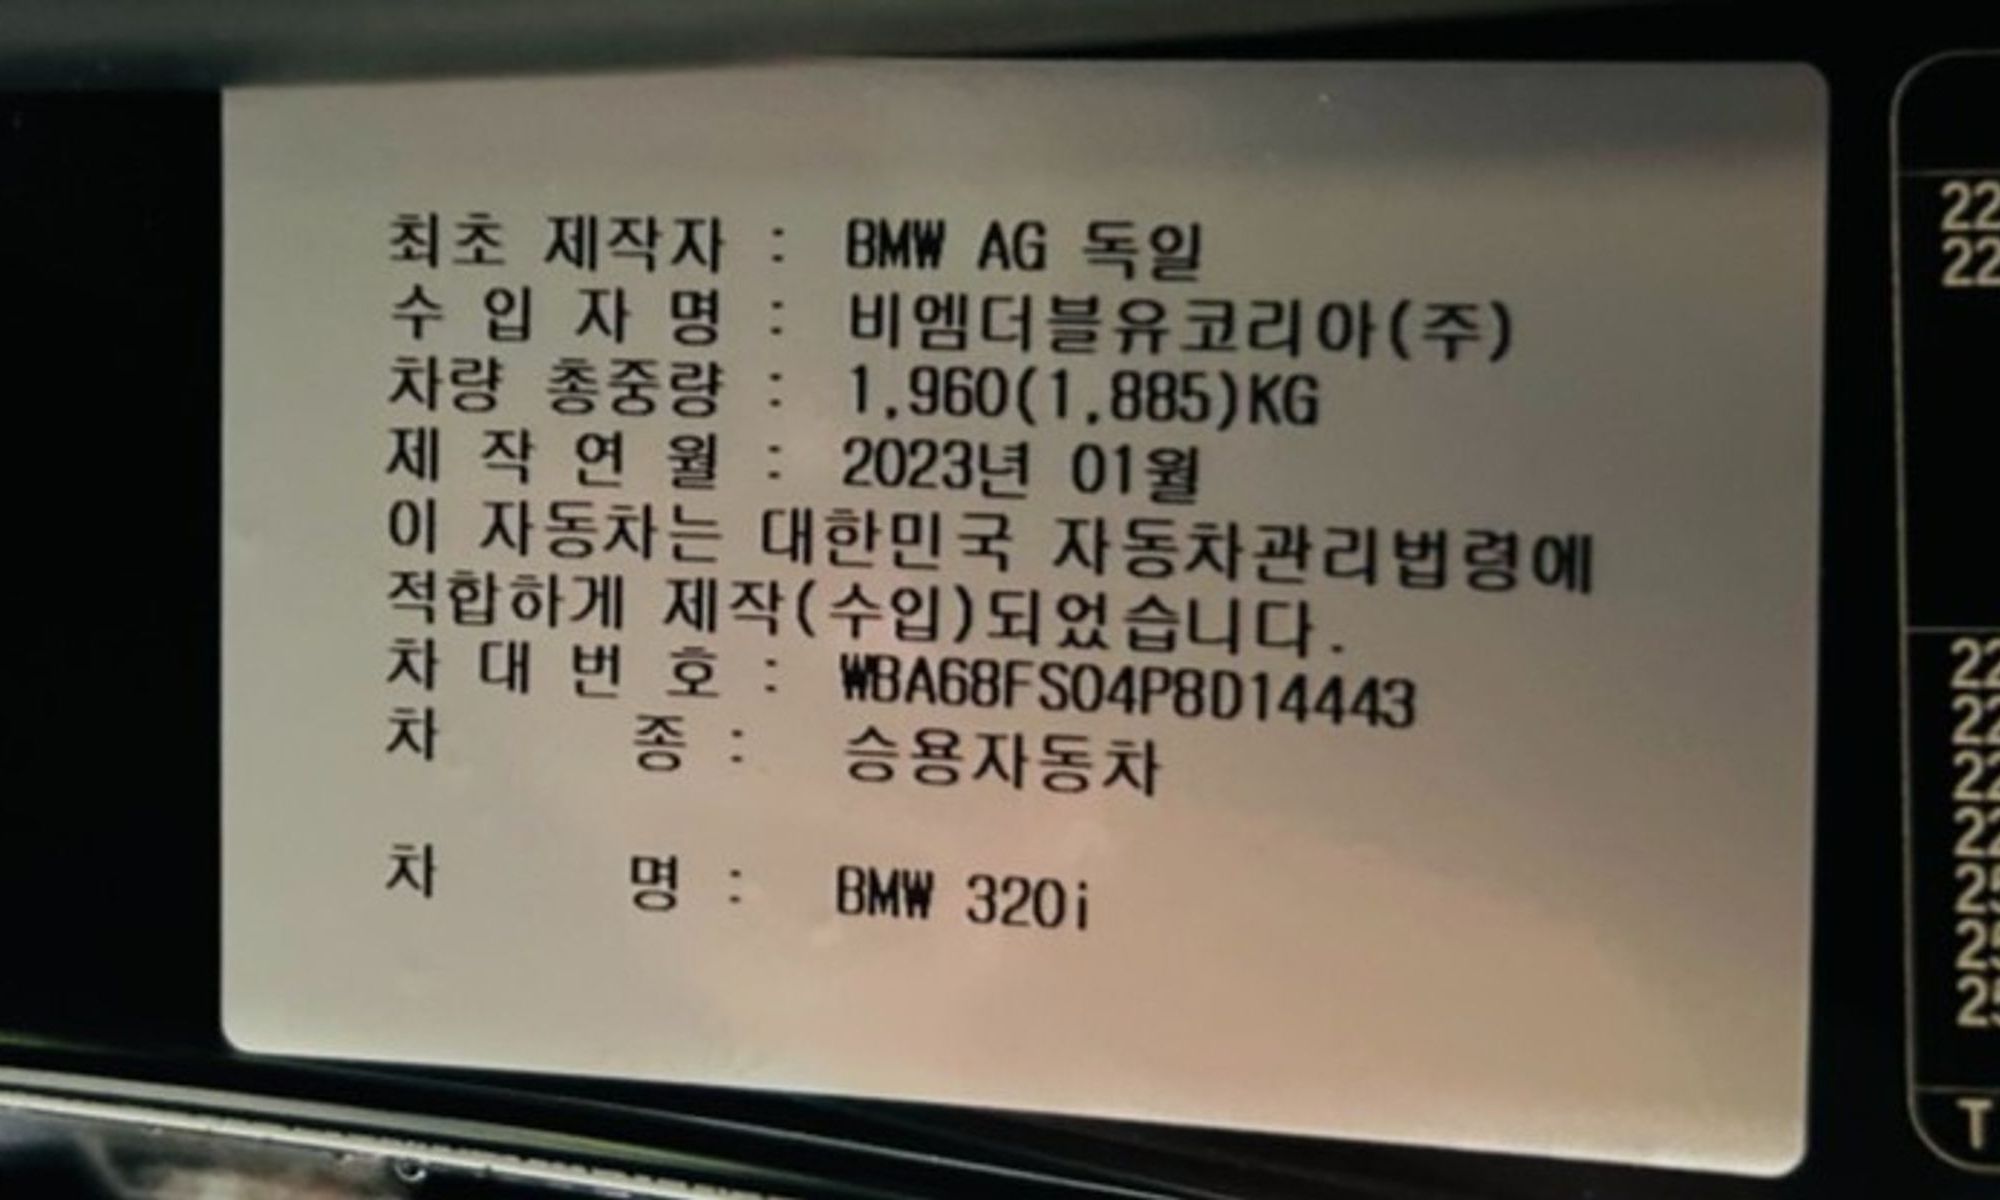 최초 제작자 : BMW AG 독일
수 입 자 명 : 비엠더블유코리아(주)
차량 총중량 : 1,960(1,885)KG
제 작 연 월 : 2023년 01월
이 자동차는 대한민국 자동차관리법령에
적합하게 제작(수입)되었습니다.
차 대 번 호 : WBA68FS04P8D14443
차 종 : 승용자동차
차 명 : BMW 320i